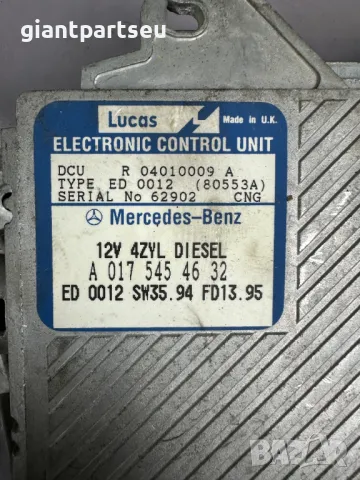 giantpartseu
Lucas Made in U.K.
ELECTRONIC CONTROL UNIT
DCU R 04010009 A
TYPE ED 0012 (80553A)
SERIAL No 62902 CNG
Mercedes-Benz
12V 4ZYL DIESEL
A 017 545 46 32
ED 0012 SW35.94 FD13.95
BAZAR